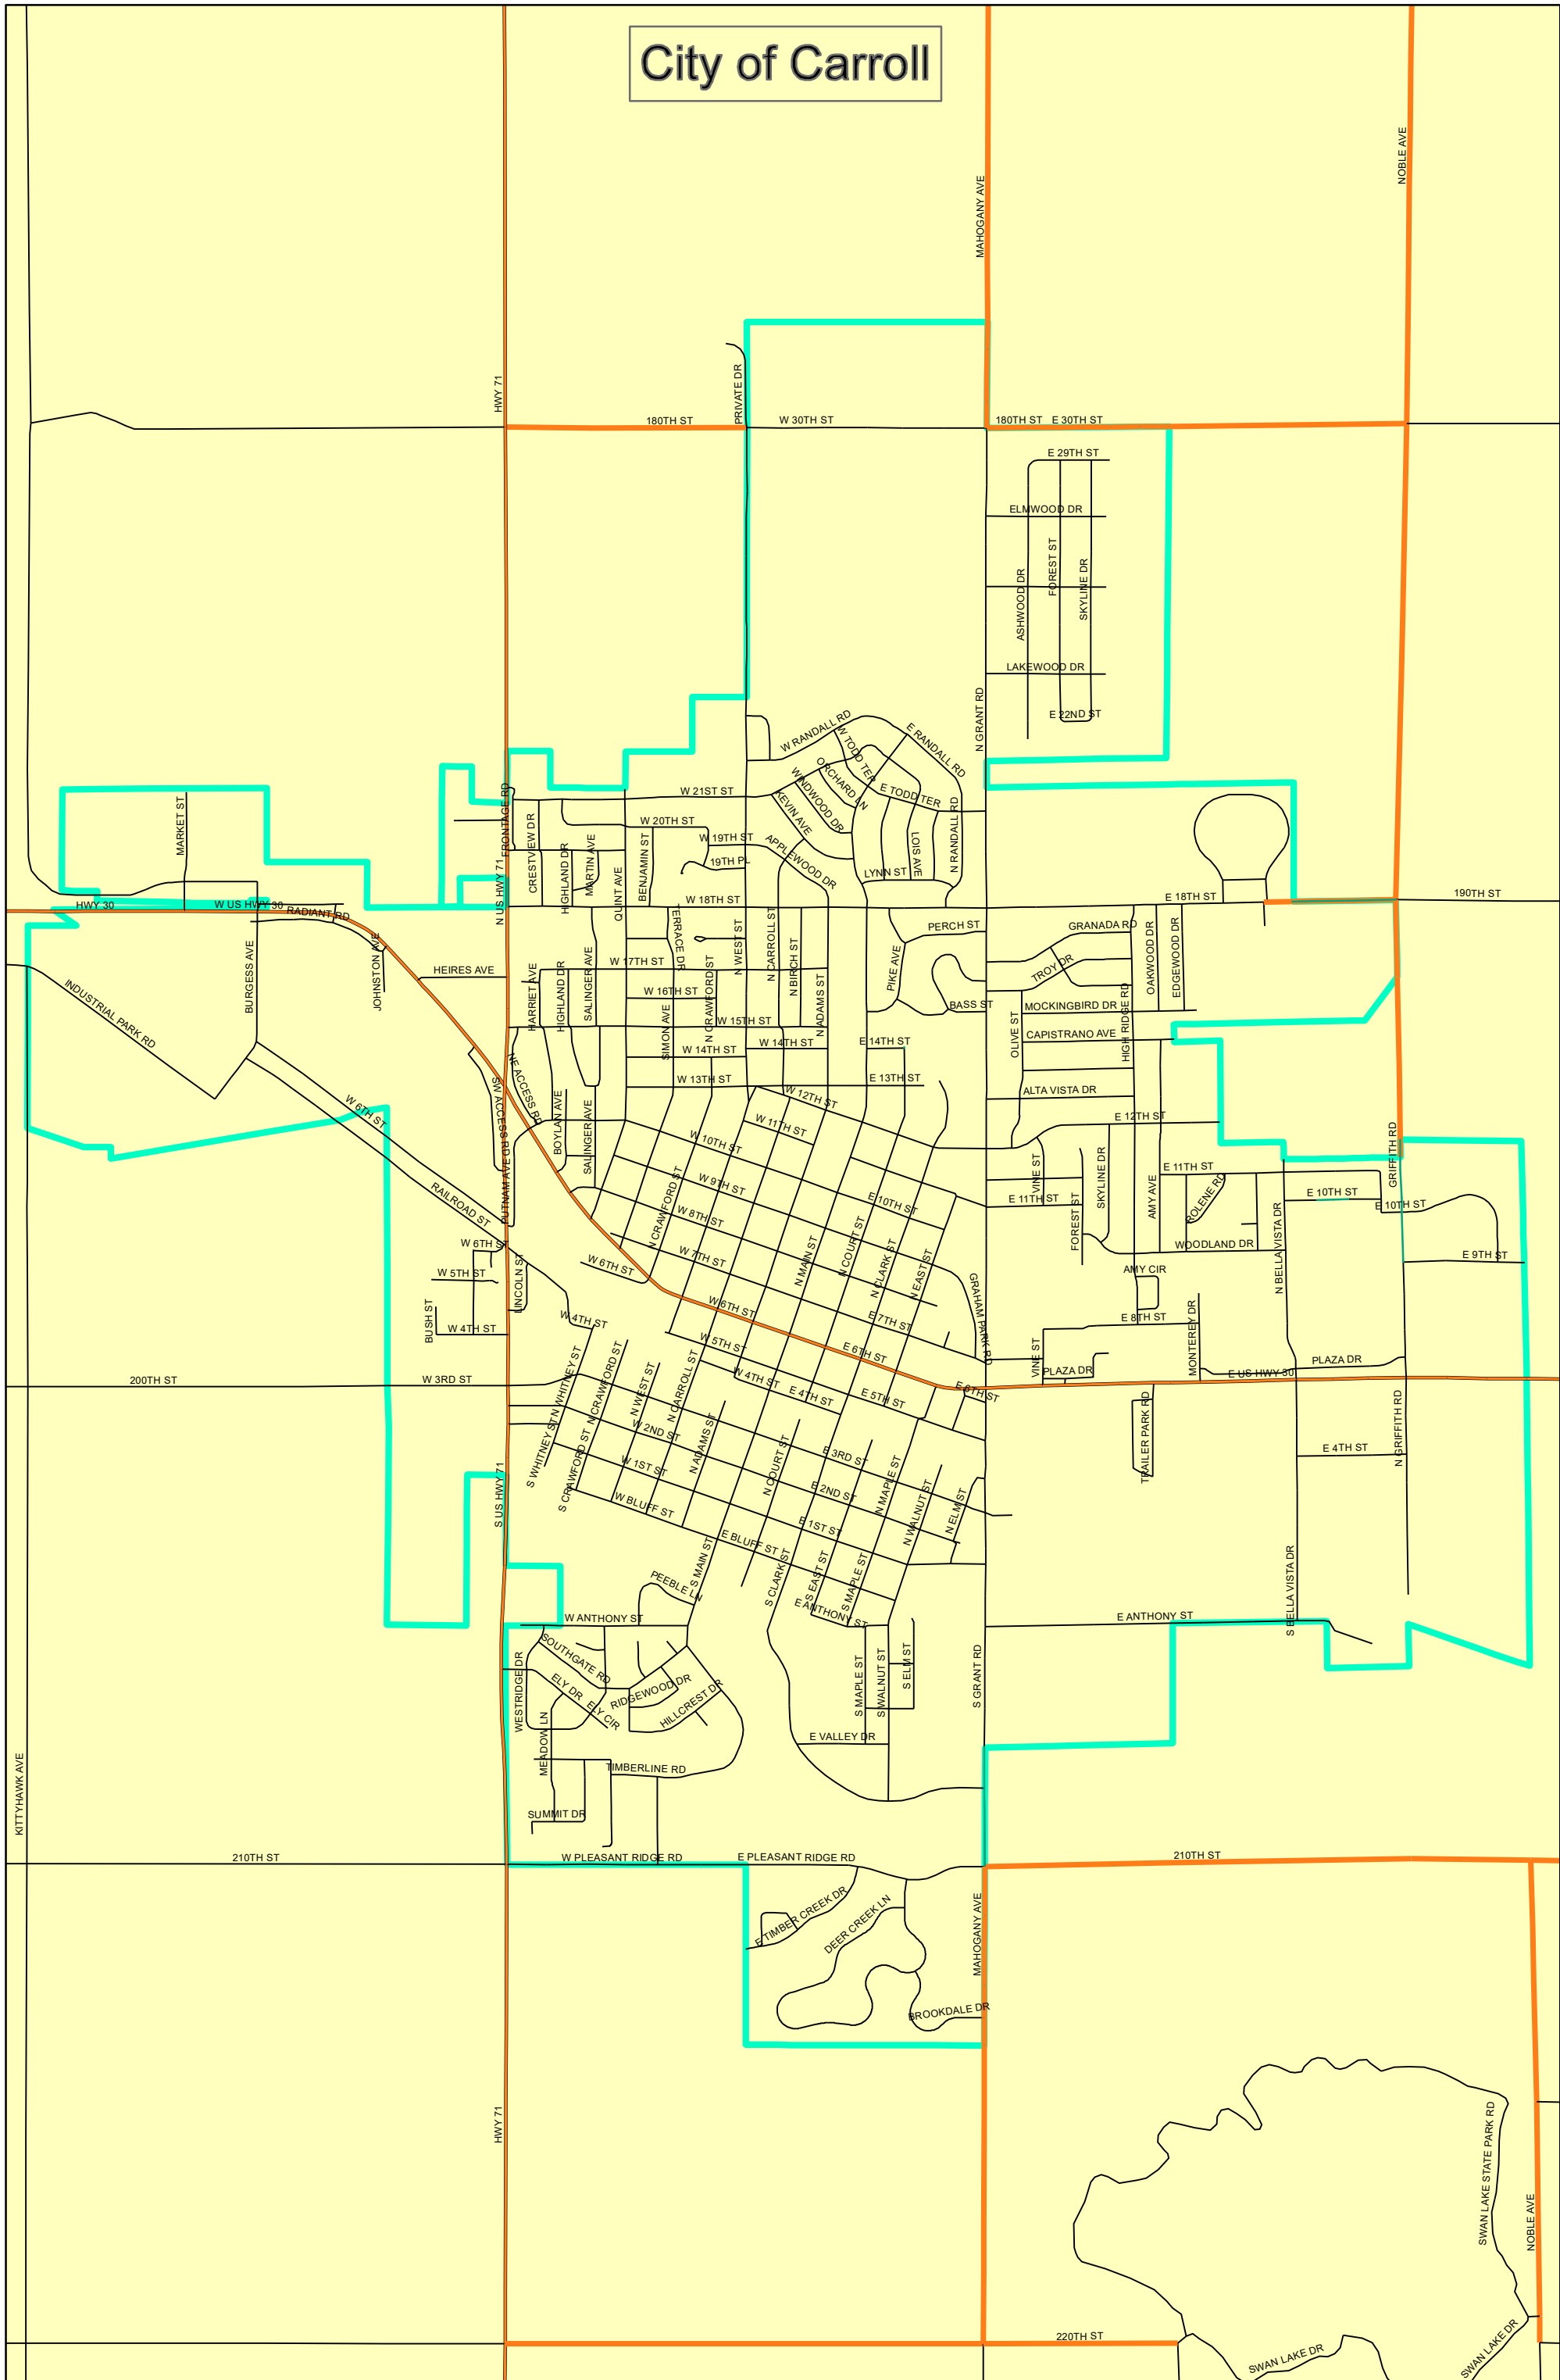 City of Carroll
NOBLE AVE
MAHOGANY AVE
HWY 71
PRIVATE DR
180TH ST
W 30TH ST
180TH ST
E 30TH ST
E 29TH ST
ELMWOOD DR
FOREST ST
SKYLINE DR
ASHWOOD DR
LAKEWOOD DR
E 22ND ST
N GRANT RD
W RANDALL RD
E RANDALL RD
W TODD TER
ORCHARD LN
WINDWOOD DR
KEVIN AVE
E TODD TER
LOIS AVE
N RANDALL RD
LYNN ST
APPLEWOOD DR
W 21ST ST
W 20TH ST
W 19TH ST
19TH PL
FRONTAGE RD
CRESTVIEW DR
HIGHLAND DR
MARTIN AVE
QUINT AVE
BENJAMIN ST
MARKET ST
N US HWY 71
W 18TH ST
E 18TH ST
190TH ST
HWY 30
W US HWY 30
RADIANT RD
JOHNSTON AVE
BURGESS AVE
HEIRES AVE
INDUSTRIAL PARK RD
TERRACE DR
N WEST ST
N CARROLL ST
N BIRCH ST
N ADAMS ST
PERCH ST
PIKE AVE
BASS ST
GRANADA RD
TROY DR
OAKWOOD DR
EDGEWOOD DR
MOCKINGBIRD DR
HIGH RIDGE RD
OLIVE ST
CAPISTRANO AVE
W 17TH ST
W 16TH ST
W 15TH ST
HARRIET AVE
HIGHLAND DR
SALINGER AVE
SIMON AVE
N CRAWFORD ST
W 14TH ST
W 14TH ST
E 14TH ST
W 13TH ST
E 13TH ST
ALTA VISTA DR
E 12TH ST
NE ACCESS RD
SW ACCESS RD
BOYLAN AVE
SALINGER AVE
PUTNAM AVE
W 12TH ST
W 11TH ST
W 10TH ST
W 9TH ST
W 8TH ST
W 7TH ST
W 6TH ST
W 6TH ST
W 6TH ST
RAILROAD ST
W 6TH ST
W 5TH ST
BUSH ST
W 4TH ST
LINCOLN ST
W 4TH ST
N CRAWFORD ST
N MAIN ST
N COURT ST
N CLARK ST
N EAST ST
E 10TH ST
GRAHAM PARK RD
E 7TH ST
E 6TH ST
E 6TH ST
E 5TH ST
W 5TH ST
W 4TH ST
E 4TH ST
VINE ST
E 11TH ST
FOREST ST
SKYLINE DR
AMY AVE
E 11TH ST
ROLENE RD
WOODLAND DR
N BELLA VISTA DR
E 10TH ST
E 10TH ST
GRIFFITH RD
E 9TH ST
AMY CIR
E 8TH ST
MONTEREY DR
VINE ST
PLAZA DR
E US HWY 30
PLAZA DR
TRAILER PARK RD
E 4TH ST
N GRIFFITH RD
200TH ST
W 3RD ST
N WHITNEY ST
S WHITNEY ST
N CRAWFORD ST
S CRAWFORD ST
N WEST ST
N CARROLL ST
N ADAMS ST
W 2ND ST
W 1ST ST
W BLUFF ST
E BLUFF ST
N COURT ST
E 3RD ST
E 2ND ST
E 1ST ST
N MAPLE ST
N WALNUT ST
N ELM ST
S US HWY 71
S MAIN ST
S CLARK ST
S EAST ST
S MAPLE ST
PEEBLE LN
W ANTHONY ST
E ANTHONY ST
E ANTHONY ST
S BELLA VISTA DR
SOUTHGATE RD
WESTRIDGE DR
ELY DR
ELY CIR
RIDGEWOOD DR
HILLCREST DR
MEADOW LN
TIMBERLINE RD
SUMMIT DR
S MAPLE ST
S WALNUT ST
S ELM ST
S GRANT RD
E VALLEY DR
KITTYHAWK AVE
210TH ST
W PLEASANT RIDGE RD
E PLEASANT RIDGE RD
210TH ST
E TIMBER CREEK DR
DEER CREEK LN
MAHOGANY AVE
BROOKDALE DR
HWY 71
SWAN LAKE STATE PARK RD
NOBLE AVE
220TH ST
SWAN LAKE DR
SWAN LAKE DR